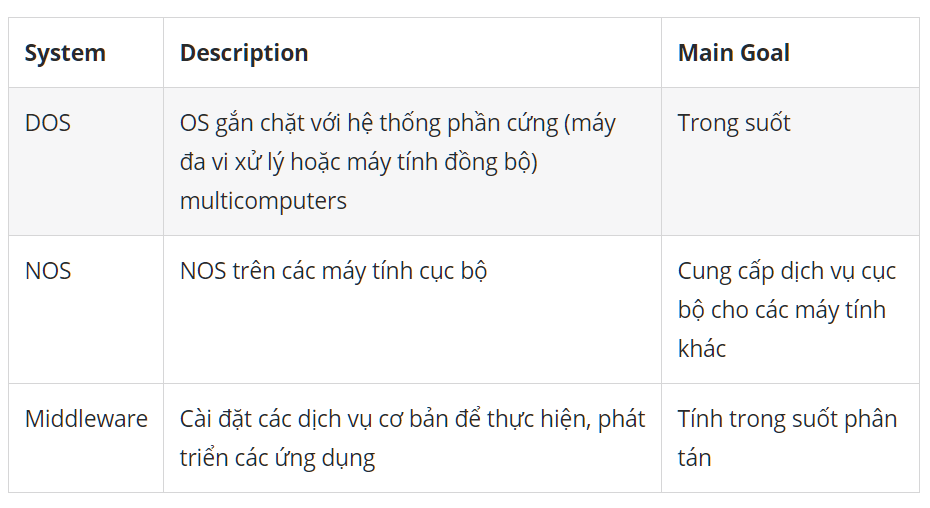 System Description Main Goal
DOS OS gắn chặt với hệ thống phần cứng (máy Trong suốt
đa vi xử lý hoặc máy tính đồng bộ)
multicomputers
NOS NOS trên các máy tính cục bộ Cung cấp dịch vụ cục
bộ cho các máy tính
khác
Middleware Cài đặt các dịch vụ cơ bản để thực hiện, phát Tính trong suốt phân
triển các ứng dụng tán